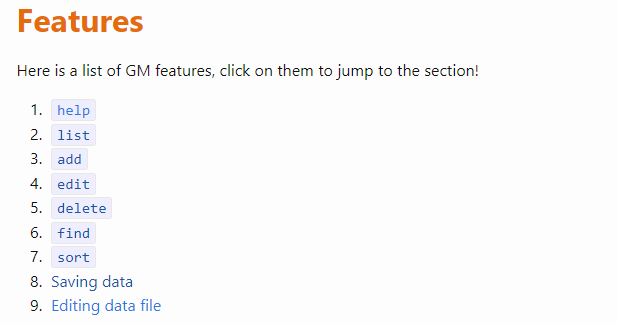 Features
Here is a list of GM features, click on them to jump to the section!
1. help
2. list
3. add
4. edit
5. delete
6. find
7. sort
8. Saving data
9. Editing data file